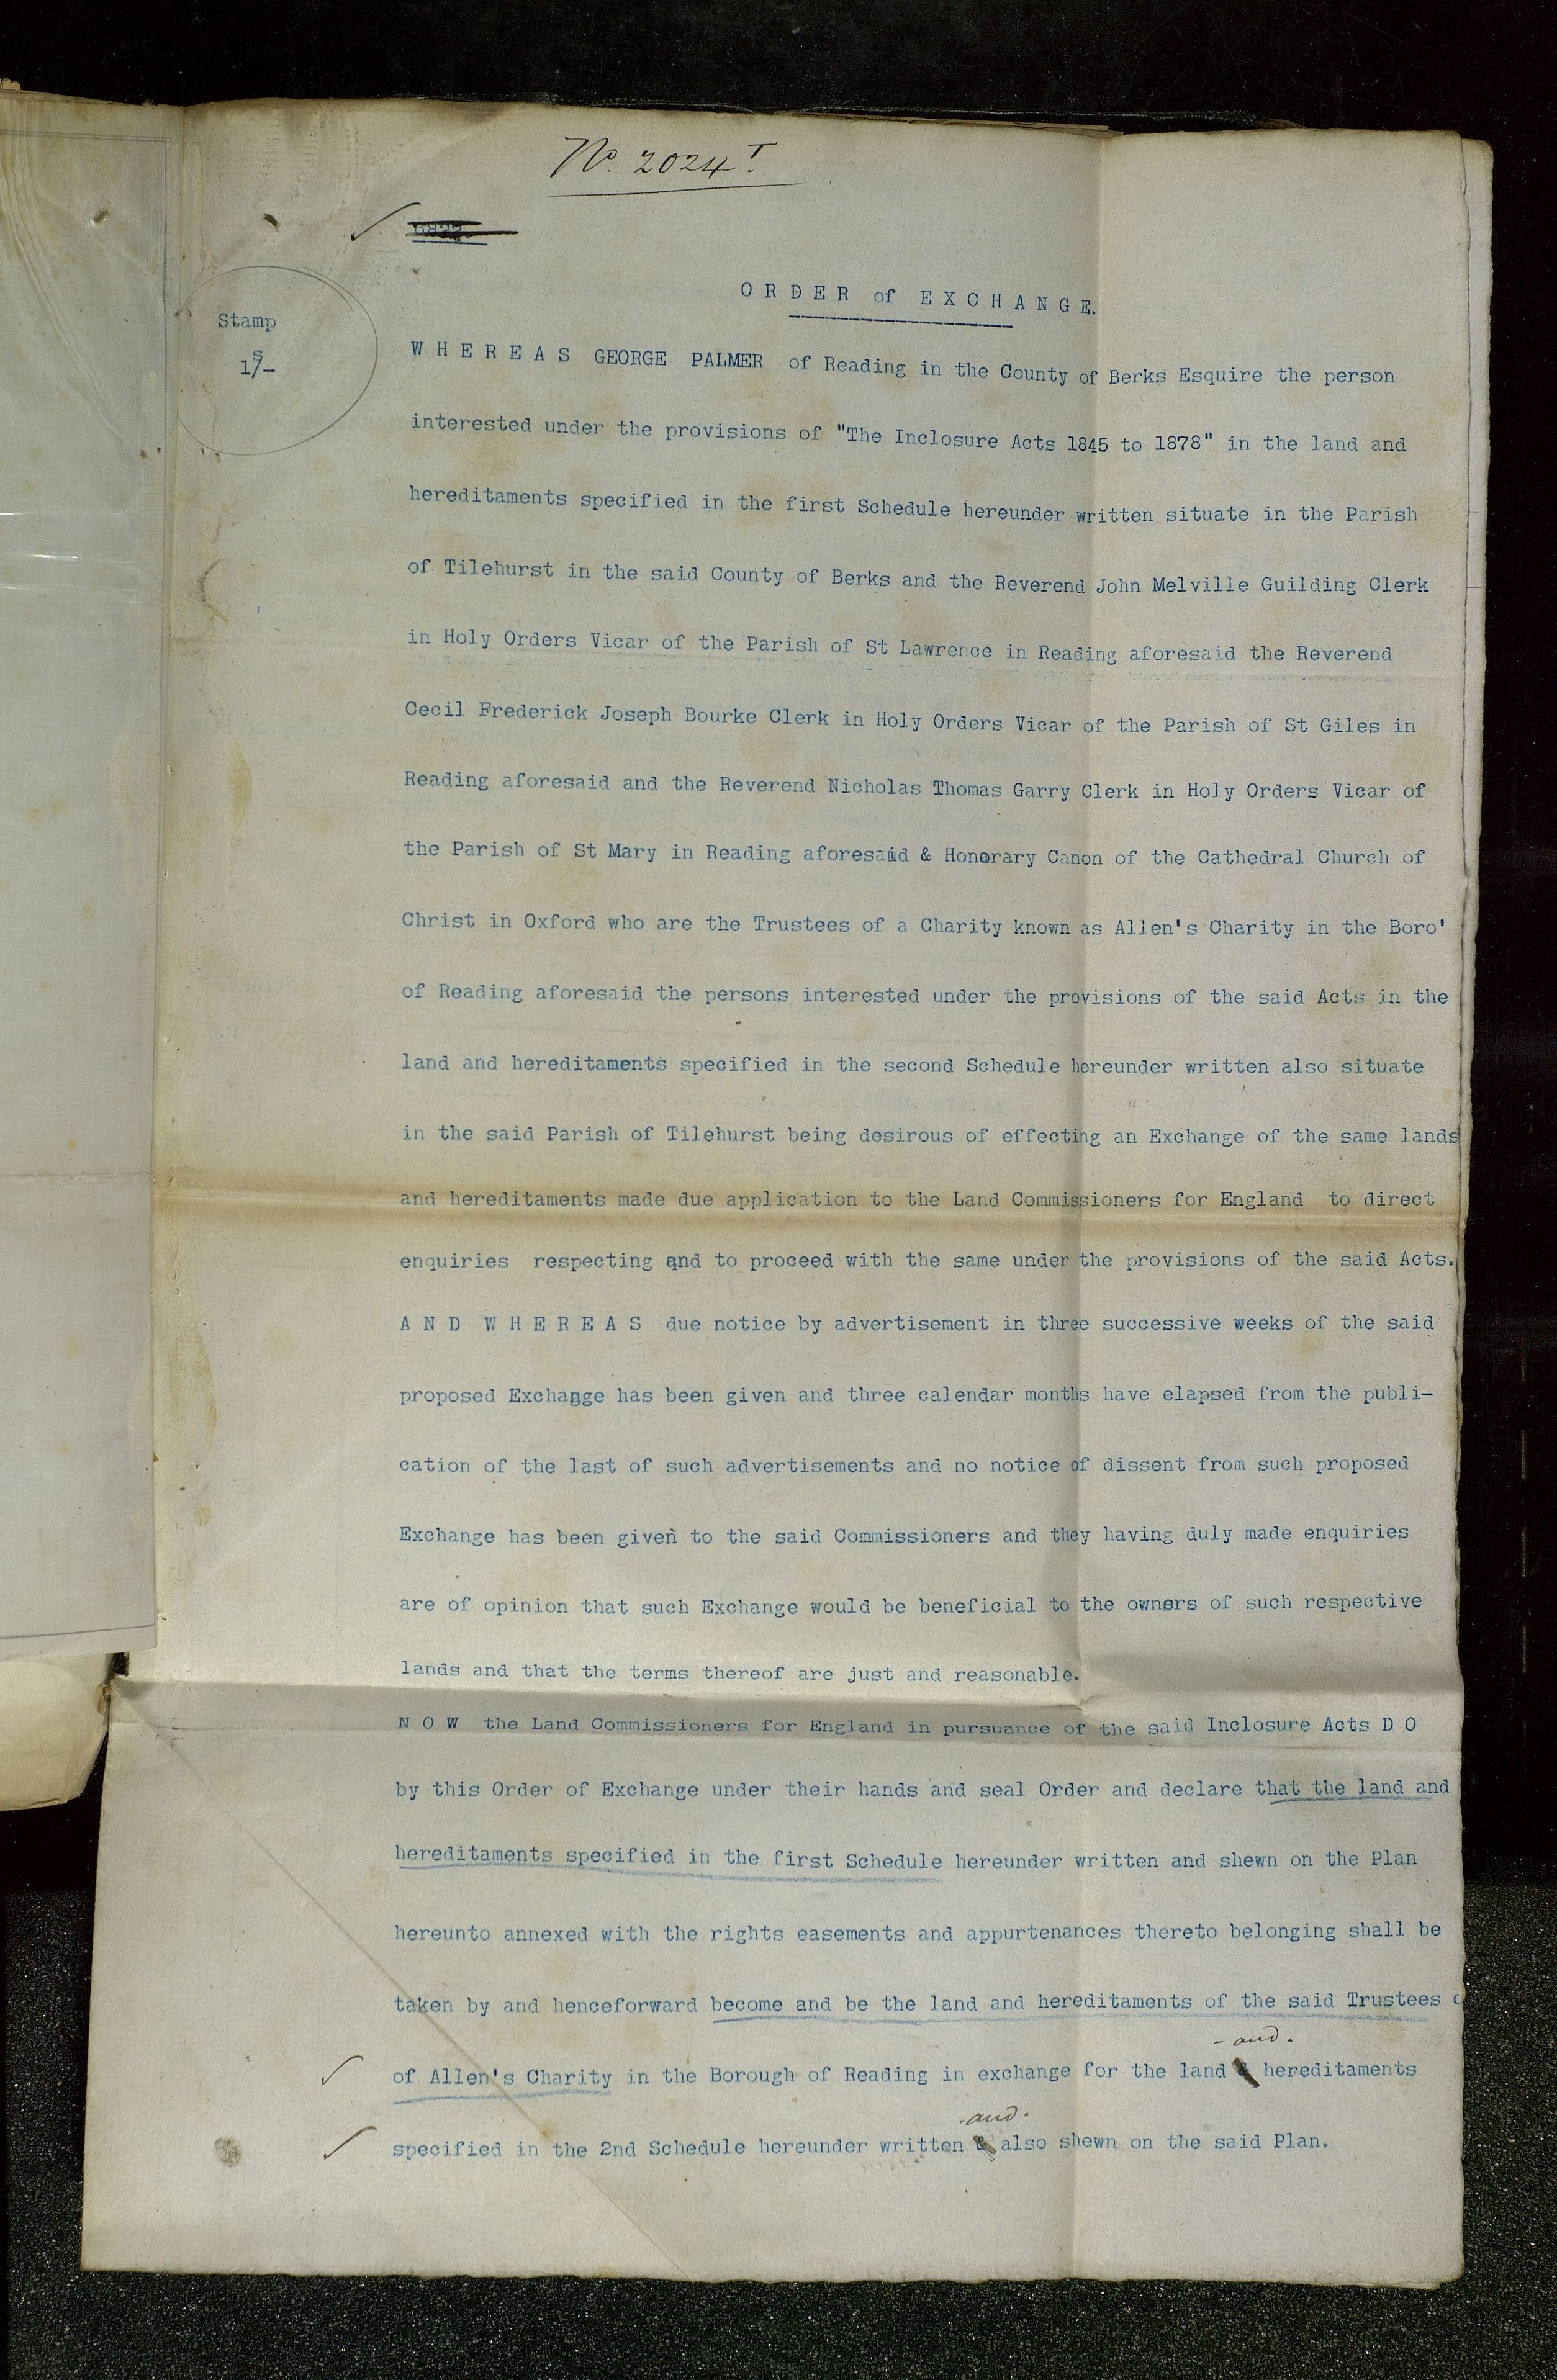 No. 2024 T.
ORDER of EXCHANGE.
Stamp
1s/-
WHEREAS GEORGE PALMER of Reading in the County of Berks Esquire the person
interested under the provisions of "The Inclosure Acts 1845 to 1878" in the land and
hereditaments specified in the first Schedule hereunder written situate in the Parish
of Tilehurst in the said County of Berks and the Reverend John Melville Guilding Clerk
in Holy Orders Vicar of the Parish of St Lawrence in Reading aforesaid the Reverend
Cecil Frederick Joseph Bourke Clerk in Holy Orders Vicar of the Parish of St Giles in
Reading aforesaid and the Reverend Nicholas Thomas Garry Clerk in Holy Orders Vicar of
the Parish of St Mary in Reading aforesaid & Honorary Canon of the Cathedral Church of
Christ in Oxford who are the Trustees of a Charity known as Allen's Charity in the Boro'
of Reading aforesaid the persons interested under the provisions of the said Acts in the
land and hereditaments specified in the second Schedule hereunder written also situate
in the said Parish of Tilehurst being desirous of effecting an Exchange of the same lands
and hereditaments made due application to the Land Commissioners for England to direct
enquiries respecting and to proceed with the same under the provisions of the said Acts.
AND WHEREAS due notice by advertisement in three successive weeks of the said
proposed Exchange has been given and three calendar months have elapsed from the publi-
cation of the last of such advertisements and no notice of dissent from such proposed
Exchange has been given to the said Commissioners and they having duly made enquiries
are of opinion that such Exchange would be beneficial to the owners of such respective
lands and that the terms thereof are just and reasonable.
NOW the Land Commissioners for England in pursuance of the said Inclosure Acts DO
by this Order of Exchange under their hands and seal Order and declare that the land and
hereditaments specified in the first Schedule hereunder written and shewn on the Plan
hereunto annexed with the rights easements and appurtenances thereto belonging shall be
taken by and henceforward become and be the land and hereditaments of the said Trustees
- and.
of Allen's Charity in the Borough of Reading in exchange for the land & hereditaments
- and.
specified in the 2nd Schedule hereunder written & also shewn on the said Plan.